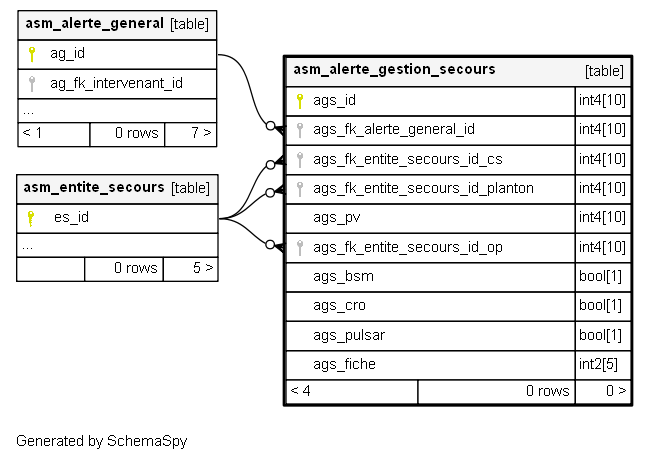 asm_alerte_general [table]
ag_id
ag_fk_intervenant_id
...
< 1 0 rows 7 >
asm_entite_secours [table]
es_id
...
0 rows 5 >
asm_alerte_gestion_secours [table]
ags_id int4[10]
ags_fk_alerte_general_id int4[10]
ags_fk_entite_secours_id_cs int4[10]
ags_fk_entite_secours_id_planton int4[10]
ags_pv int4[10]
ags_fk_entite_secours_id_op int4[10]
ags_bsm bool[1]
ags_cro bool[1]
ags_pulsar bool[1]
ags_fiche int2[5]
< 4 0 rows 0 >
Generated by SchemaSpy